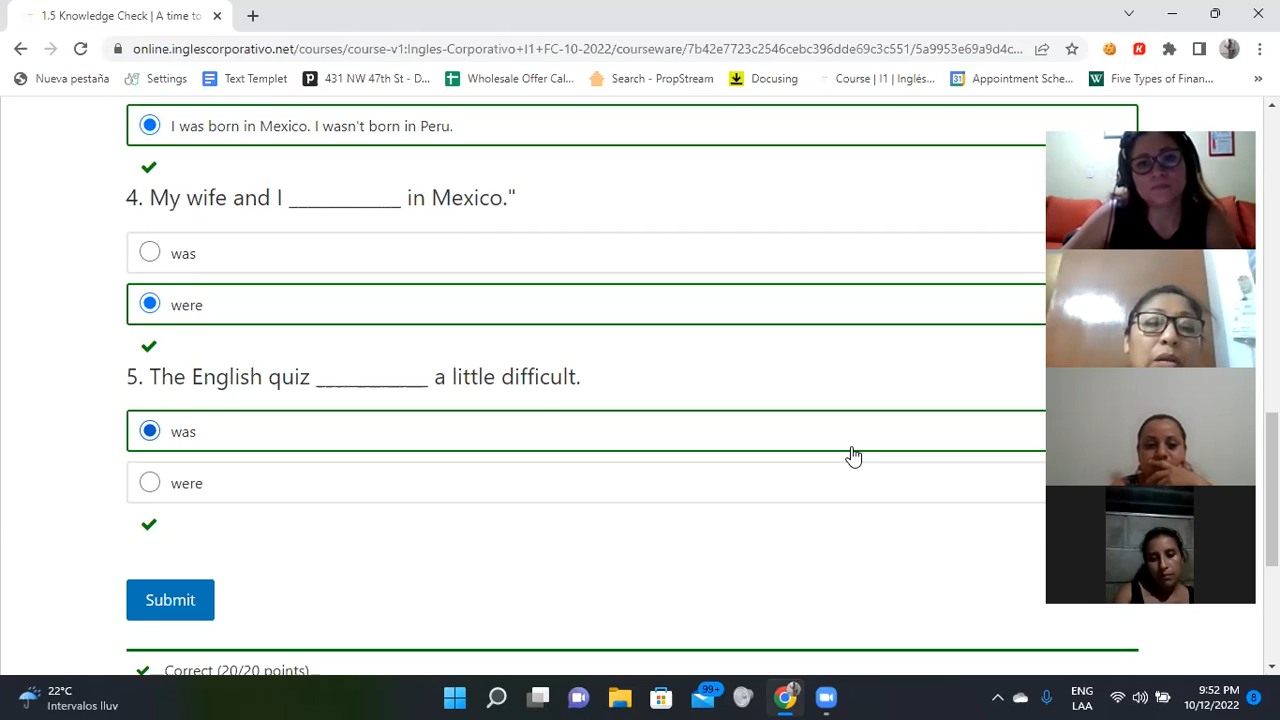 1.5 Knowledge Check | A time to
online.inglescorporativo.net/courses/course-v1:Ingles-Corporativo+I1+FC-10-2022/courseware/7b42e7723c2546cebc396dde69c3c551/5a9953e69a9d4c...
Nueva pestaña
Settings
Text Templet
431 NW 47th St - D...
Wholesale Offer Cal...
Search - PropStream
Docusing
Course | I1 | Ingles...
Appointment Sche...
Five Types of Finan...
»
I was born in Mexico. I wasn't born in Peru.
4. My wife and I ___________ in Mexico."
was
were
5. The English quiz ___________ a little difficult.
was
were
Submit
Correct (20/20 points)
22°C
Intervalos lluv
99+
ENG
LAA
9:52 PM
10/12/2022
8